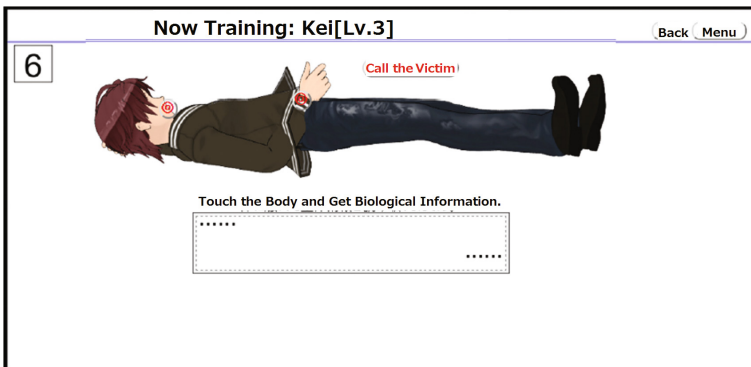 Now Training: Kei[Lv.3]
Back
Menu
6
Call the Victim
Touch the Body and Get Biological Information.
......
......